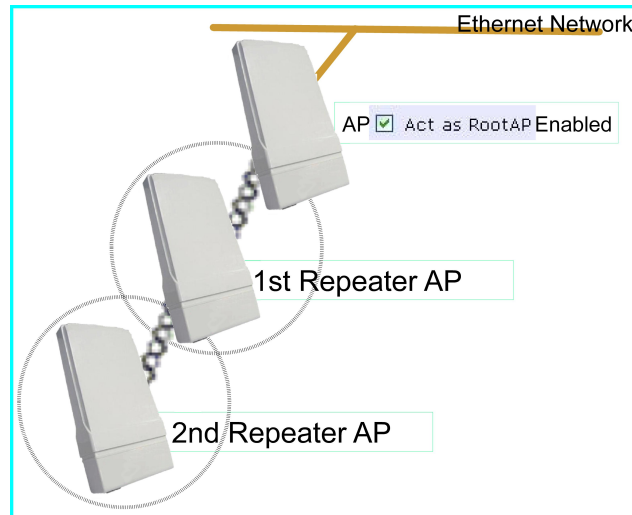 Ethernet Network
AP Act as RootAP Enabled
1st Repeater AP
2nd Repeater AP